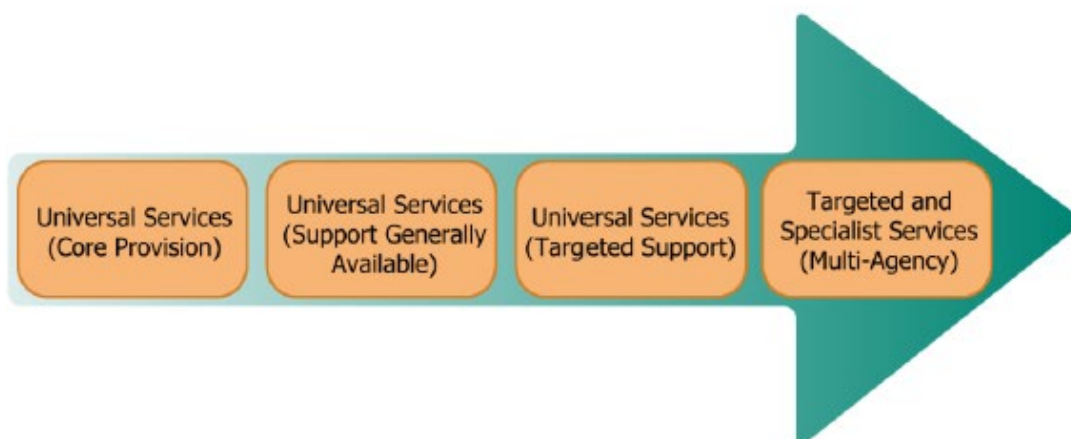 Universal Services
(Core Provision)
Universal Services
(Support Generally
Available)
Universal Services
(Targeted Support)
Targeted and
Specialist Services
(Multi-Agency)